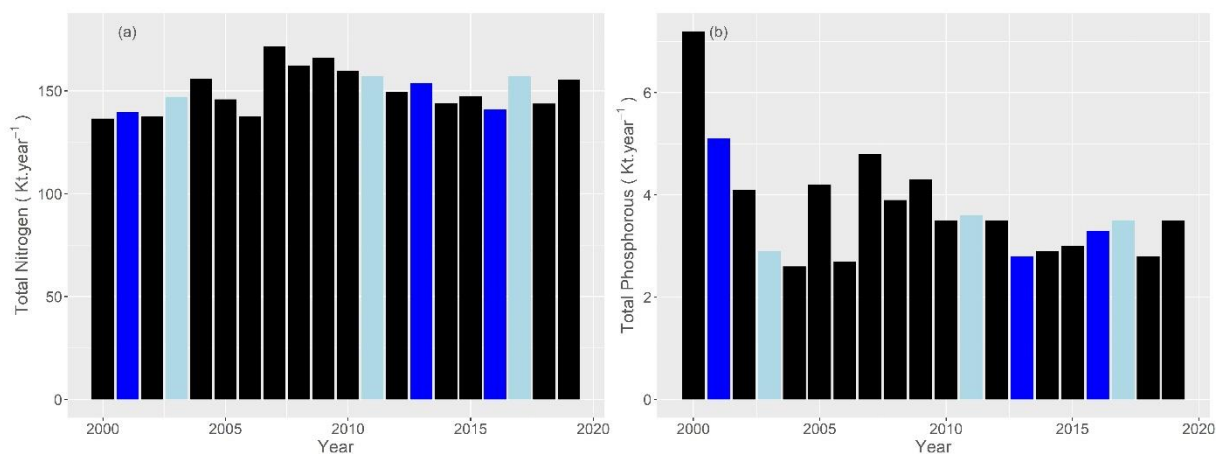 (a)
Total Nitrogen ( Kt.year⁻¹ )
150
100
50
0
2000 2005 2010 2015 2020
Year
(b)
Total Phosphorous ( Kt.year⁻¹ )
6
4
2
0
2000 2005 2010 2015 2020
Year